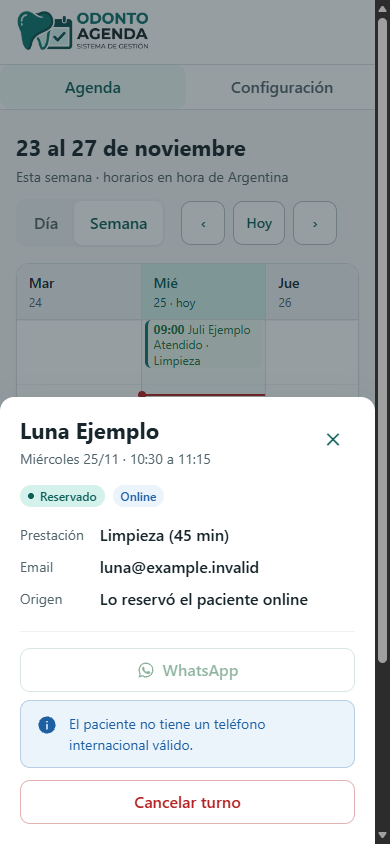 ODONTO
AGENDA
SISTEMA DE GESTIÓN
Agenda
Configuración
23 al 27 de noviembre
Esta semana · horarios en hora de Argentina
Día
Semana
‹
Hoy
›
Mar
24
Mié
25 · hoy
Jue
26
09:00 Juli Ejemplo
Atendido ·
Limpieza
Luna Ejemplo
Miércoles 25/11 · 10:30 a 11:15
Reservado
Online
Prestación
Limpieza (45 min)
Email
luna@example.invalid
Origen
Lo reservó el paciente online
WhatsApp
El paciente no tiene un teléfono
internacional válido.
Cancelar turno